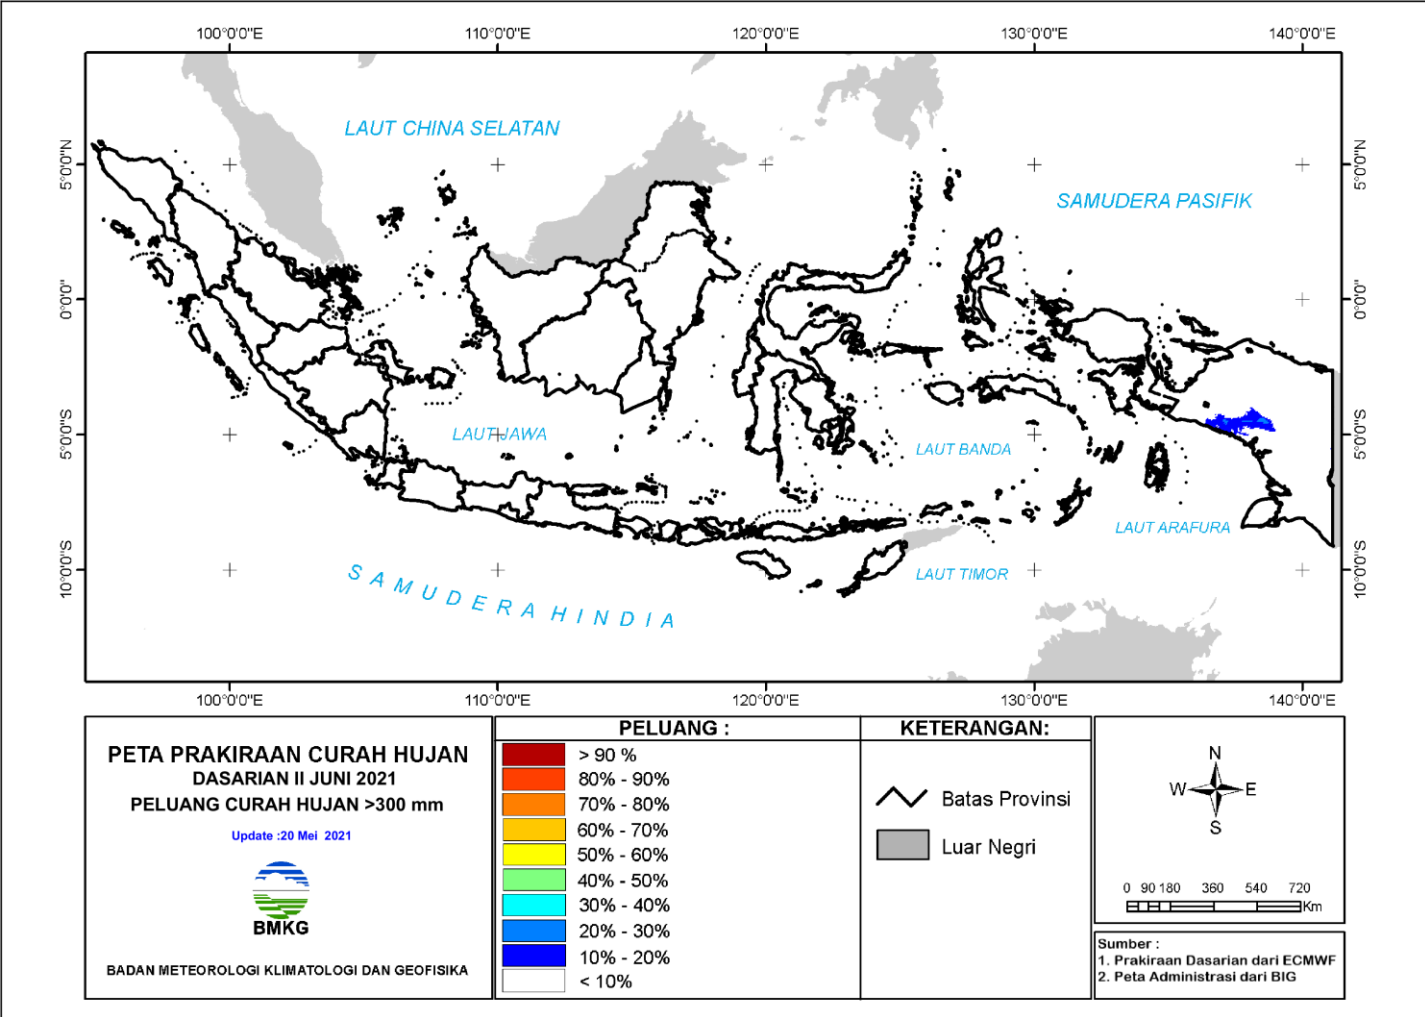 100°0'0"E 110°0'0"E 120°0'0"E 130°0'0"E 140°0'0"E
LAUT CHINA SELATAN
5°0'0"N 5°0'0"N
SAMUDERA PASIFIK
0°0'0" 0°0'0"
LAUT JAWA
5°0'0"S 5°0'0"S
LAUT BANDA
LAUT ARAFURA
LAUT TIMOR
10°0'0"S 10°0'0"S
SAMUDERA HINDIA
100°0'0"E 110°0'0"E 120°0'0"E 130°0'0"E 140°0'0"E
PETA PRAKIRAAN CURAH HUJAN
DASARIAN II JUNI 2021
PELUANG CURAH HUJAN >300 mm
Update :20 Mei 2021
BMKG
BADAN METEOROLOGI KLIMATOLOGI DAN GEOFISIKA
PELUANG :
> 90 %
80% - 90%
70% - 80%
60% - 70%
50% - 60%
40% - 50%
30% - 40%
20% - 30%
10% - 20%
< 10%
KETERANGAN:
Batas Provinsi
Luar Negri
N
W E
S
0 90 180 360 540 720
Km
Sumber :
1. Prakiraan Dasarian dari ECMWF
2. Peta Administrasi dari BIG